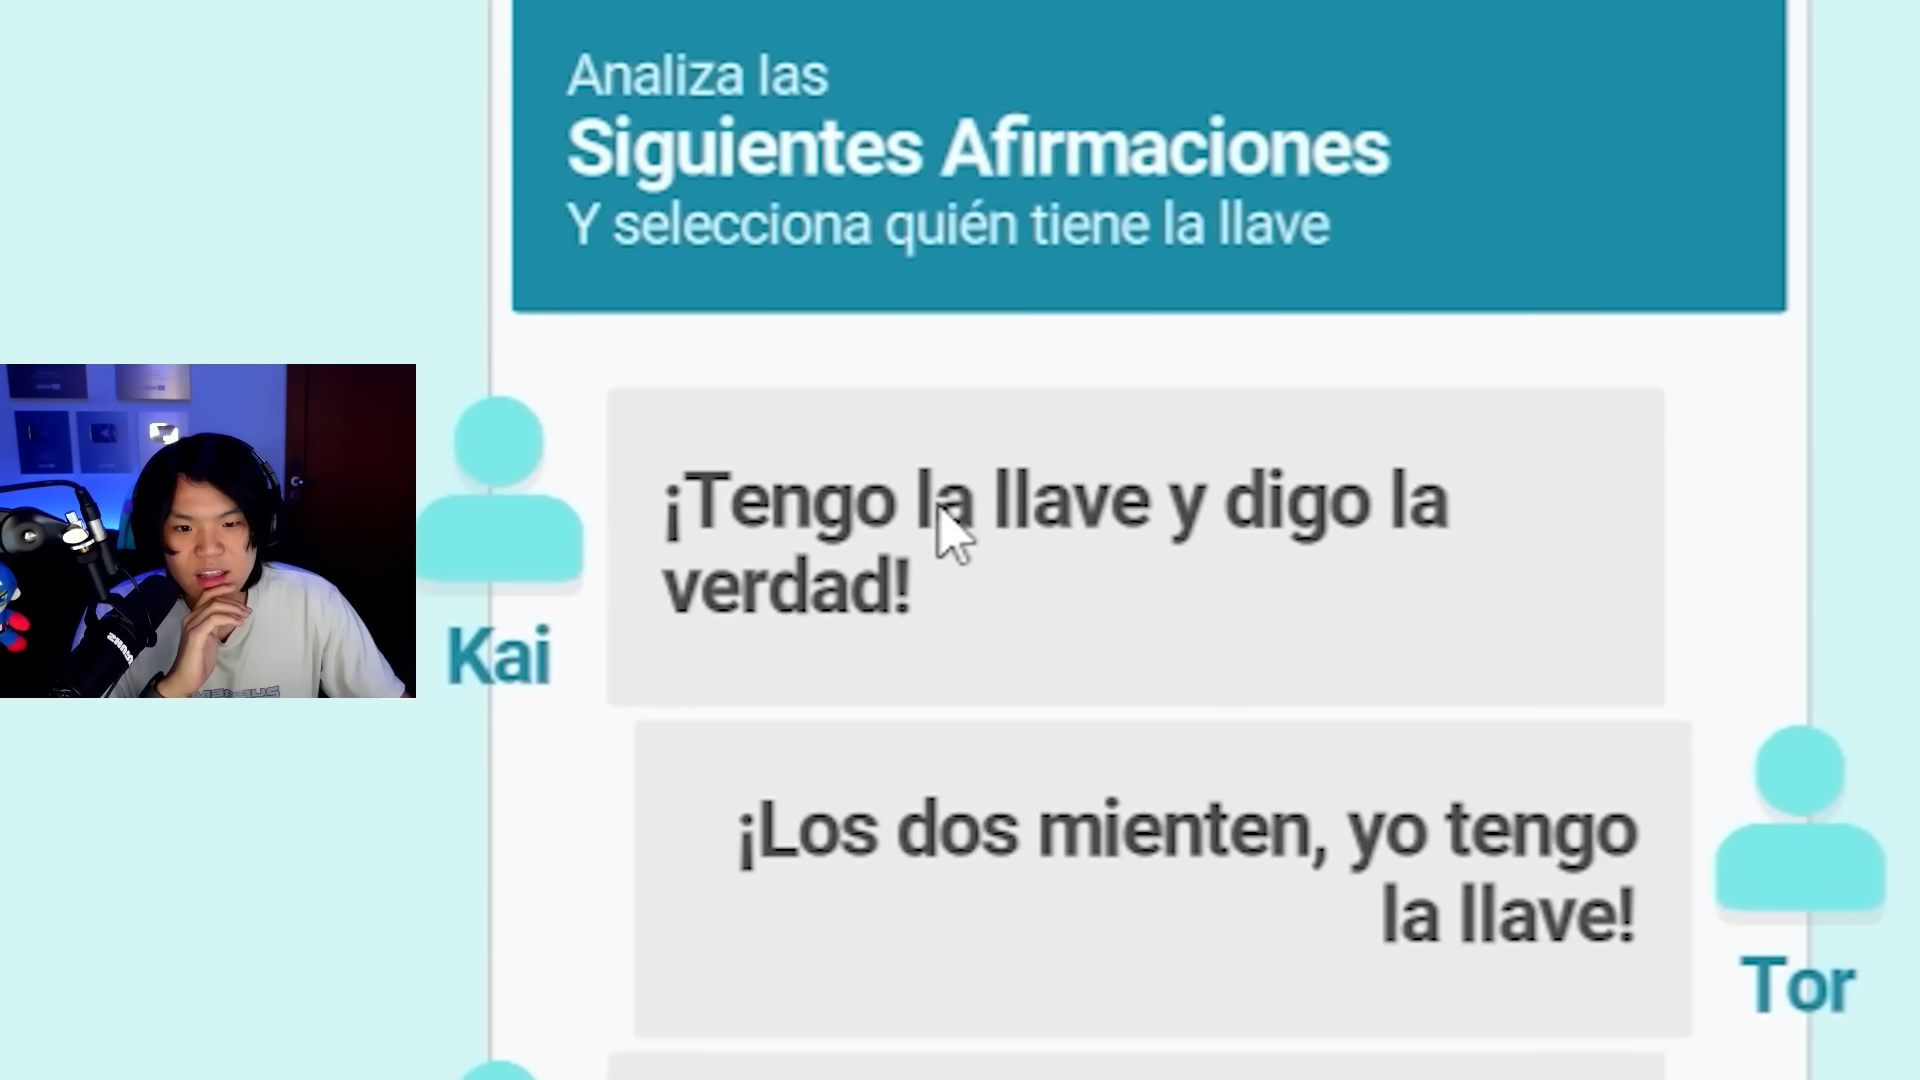 Analiza las
Siguientes Afirmaciones
Y selecciona quién tiene la llave
¡Tengo la llave y digo la
verdad!
Kai
¡Los dos mienten, yo tengo
la llave!
Tor